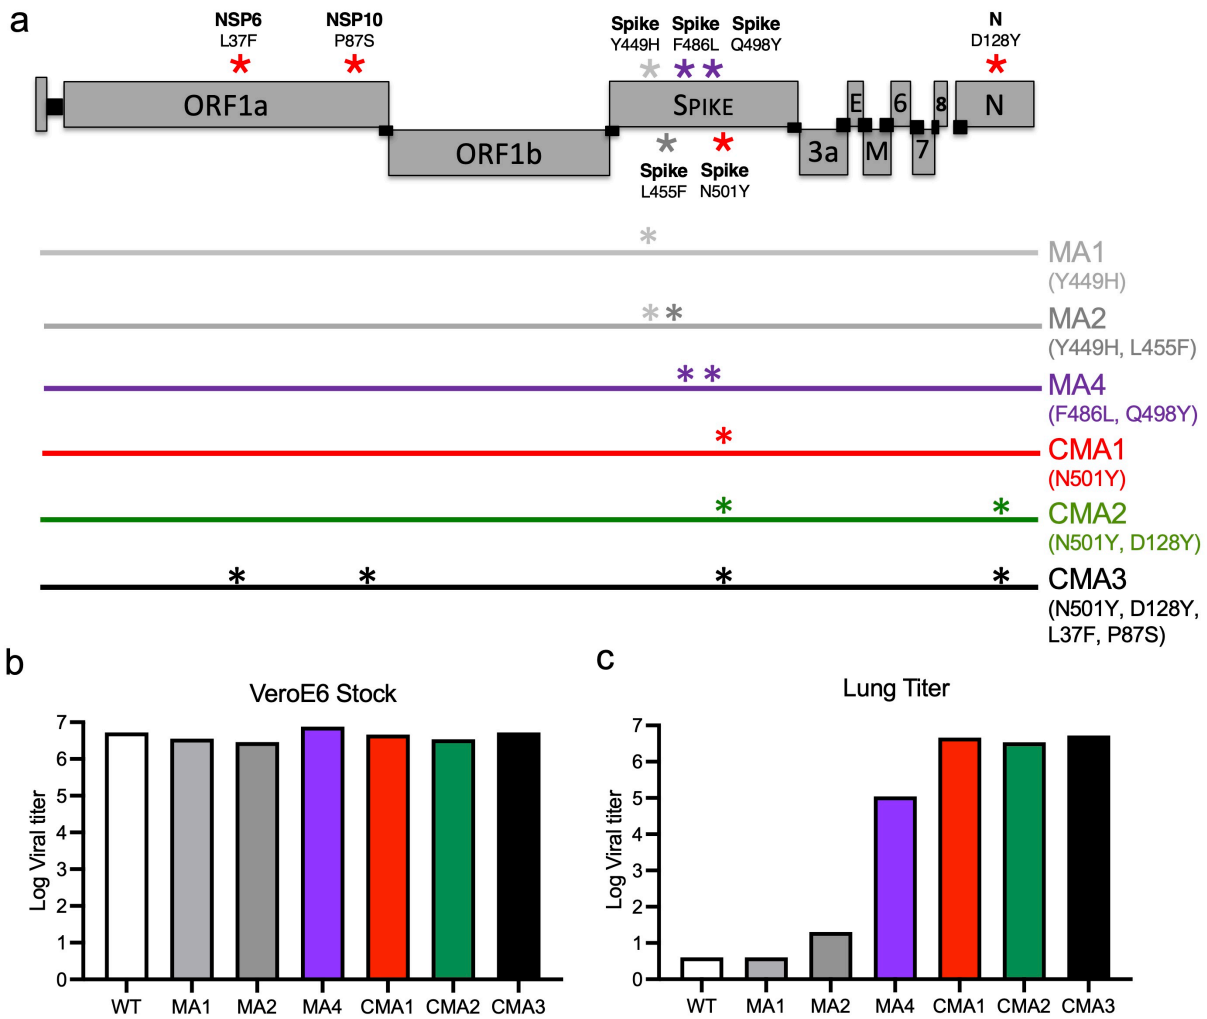 a
NSP6 NSP10 Spike Spike Spike N
L37F P87S Y449H F486L Q498Y D128Y
ORF1a SPIKE E 6 8 N
ORF1b 3a M 7
Spike Spike
L455F N501Y
MA1
(Y449H)
MA2
(Y449H, L455F)
MA4
(F486L, Q498Y)
CMA1
(N501Y)
CMA2
(N501Y, D128Y)
CMA3
(N501Y, D128Y,
L37F, P87S)
b
VeroE6 Stock
Log Viral titer
7
6
5
4
3
2
1
0
WT MA1 MA2 MA4 CMA1 CMA2 CMA3
c
Lung Titer
Log Viral titer
7
6
5
4
3
2
1
0
WT MA1 MA2 MA4 CMA1 CMA2 CMA3